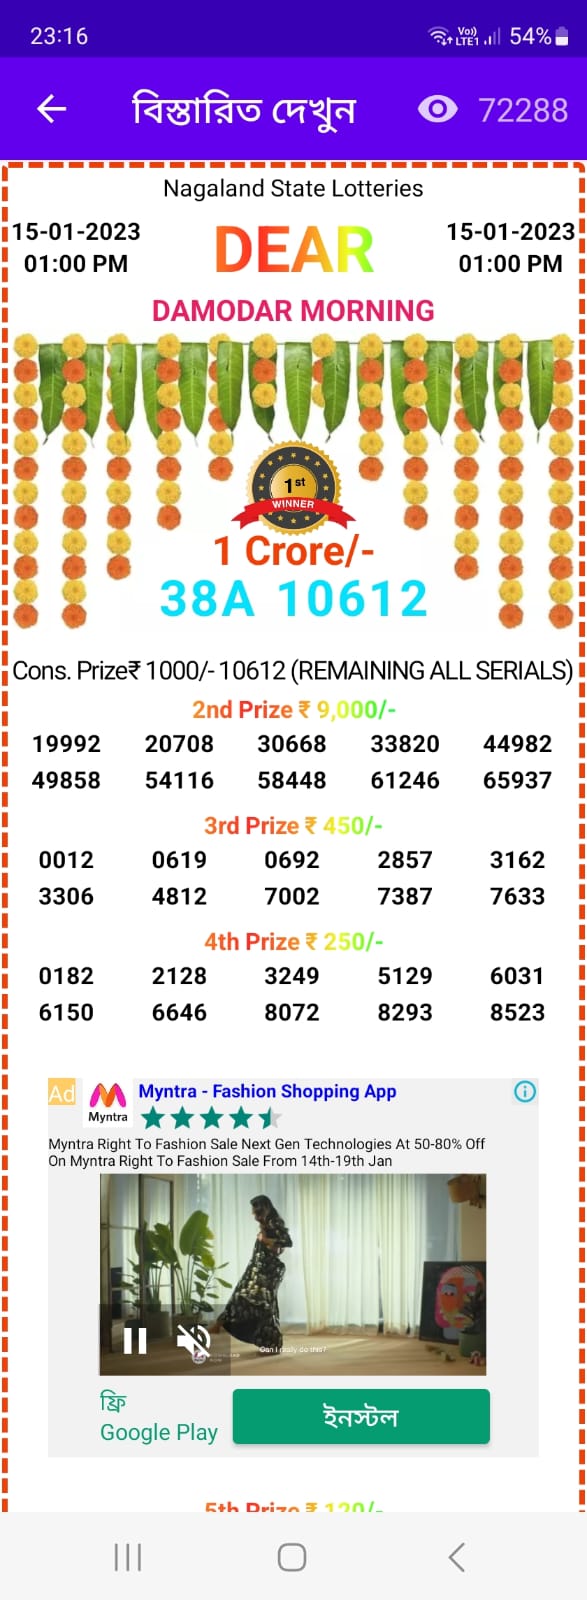 23:16
Vo)) LTE1 54%
বিস্তারিত দেখুন 72288
Nagaland State Lotteries
15-01-2023 DEAR 15-01-2023
01:00 PM 01:00 PM
DAMODAR MORNING
1st
WINNER
1 Crore/-
38A 10612
Cons. Prize₹ 1000/- 10612 (REMAINING ALL SERIALS)
2nd Prize ₹ 9,000/-
19992 20708 30668 33820 44982
49858 54116 58448 61246 65937
3rd Prize ₹ 450/-
0012 0619 0692 2857 3162
3306 4812 7002 7387 7633
4th Prize ₹ 250/-
0182 2128 3249 5129 6031
6150 6646 8072 8293 8523
Ad Myntra - Fashion Shopping App
Myntra
Myntra Right To Fashion Sale Next Gen Technologies At 50-80% Off
On Myntra Right To Fashion Sale From 14th-19th Jan
Can I really do this?
ফ্রি
Google Play
ইনস্টল
5th Prize ₹ 120/-